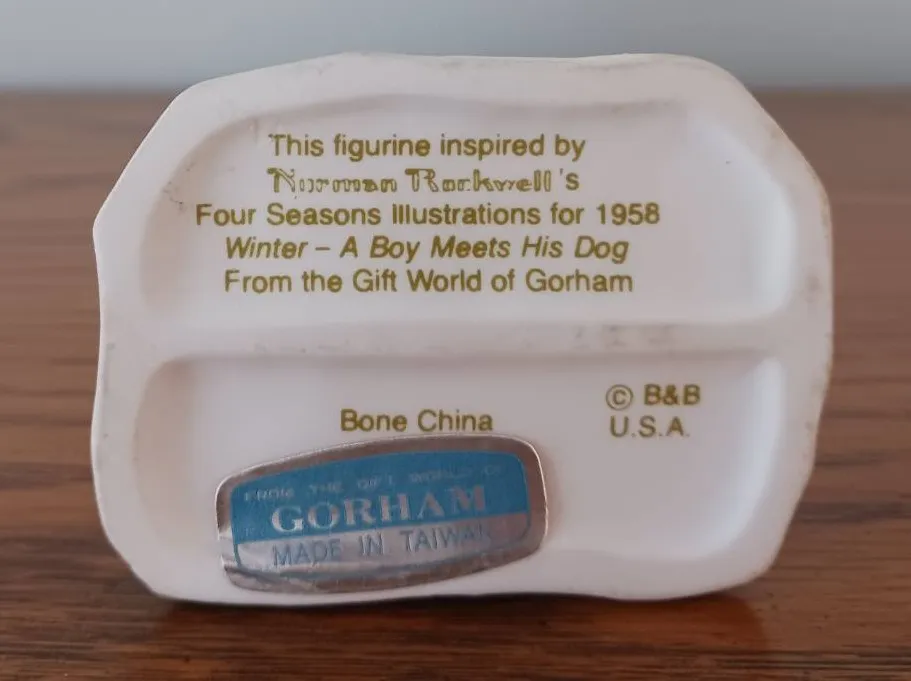 This figurine inspired by
Norman Rockwell's
Four Seasons Illustrations for 1958
Winter – A Boy Meets His Dog
From the Gift World of Gorham
Bone China
© B&B
U.S.A.
FROM THE GIFT WORLD OF
GORHAM
MADE IN TAIWAN